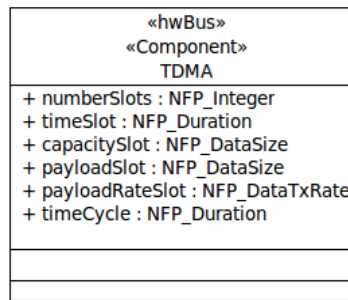 «hwBus»
«Component»
TDMA
+ numberSlots : NFP_Integer
+ timeSlot : NFP_Duration
+ capacitySlot : NFP_DataSize
+ payloadSlot : NFP_DataSize
+ payloadRateSlot : NFP_DataTxRate
+ timeCycle : NFP_Duration